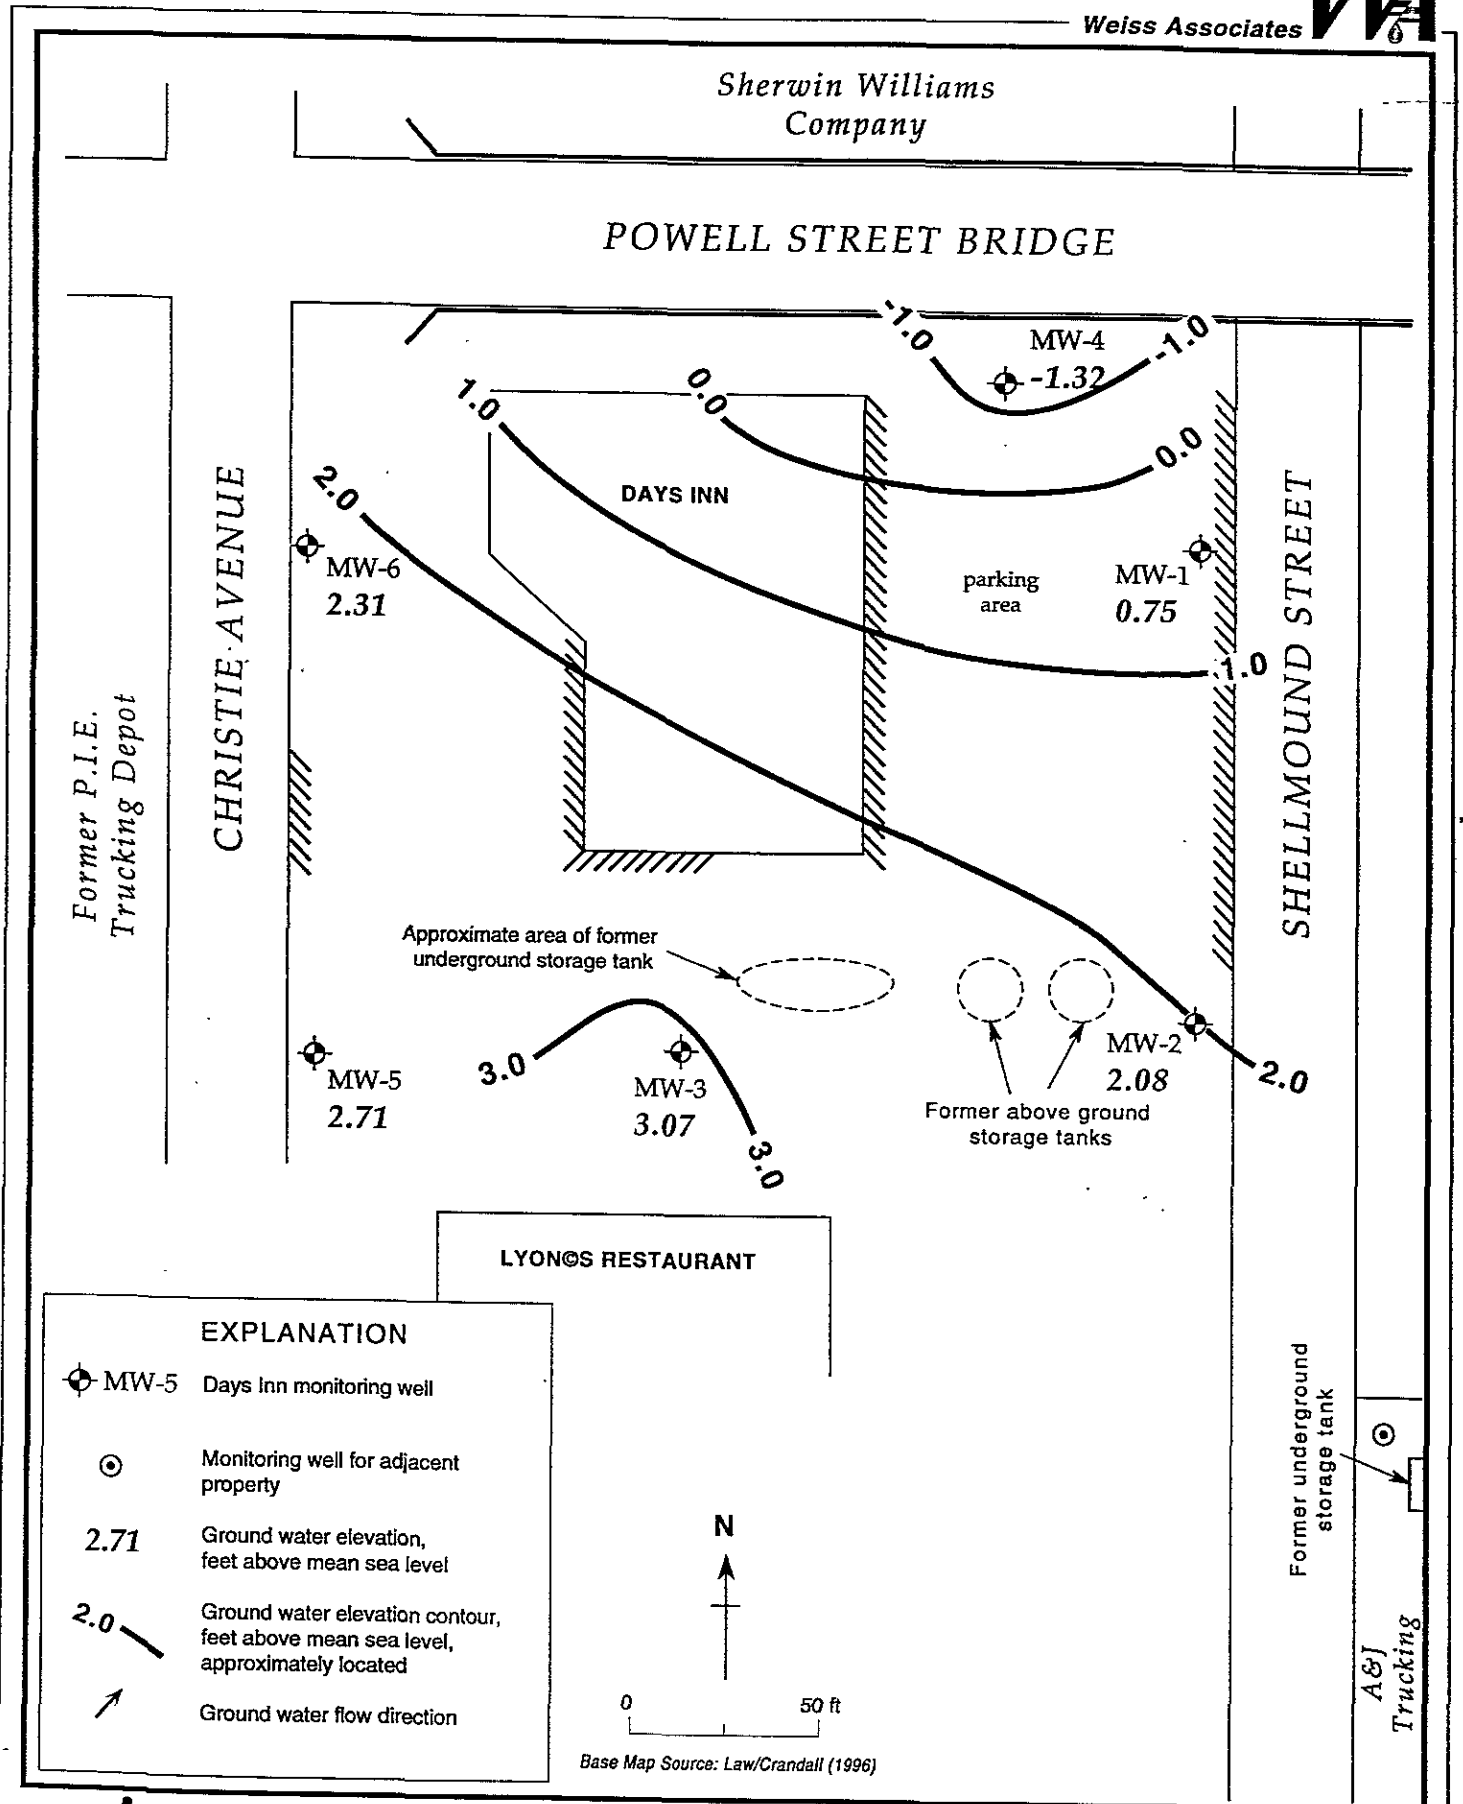 Weiss Associates WA
Sherwin Williams
Company
POWELL STREET BRIDGE
-1.0
-1.0
MW-4
-1.32
0.0
0.0
1.0
2.0
DAYS INN
MW-6
2.31
parking
area
MW-1
0.75
1.0
CHRISTIE AVENUE
SHELLMOUND STREET
Former P.I.E.
Trucking Depot
Approximate area of former
underground storage tank
3.0
MW-5
2.71
MW-3
3.07
3.0
MW-2
2.08
2.0
Former above ground
storage tanks
LYON©S RESTAURANT
EXPLANATION
MW-5 Days Inn monitoring well
Monitoring well for adjacent
property
2.71 Ground water elevation,
feet above mean sea level
2.0 Ground water elevation contour,
feet above mean sea level,
approximately located
Ground water flow direction
N
0 50 ft
Base Map Source: Law/Crandall (1996)
Former underground
storage tank
A&J
Trucking